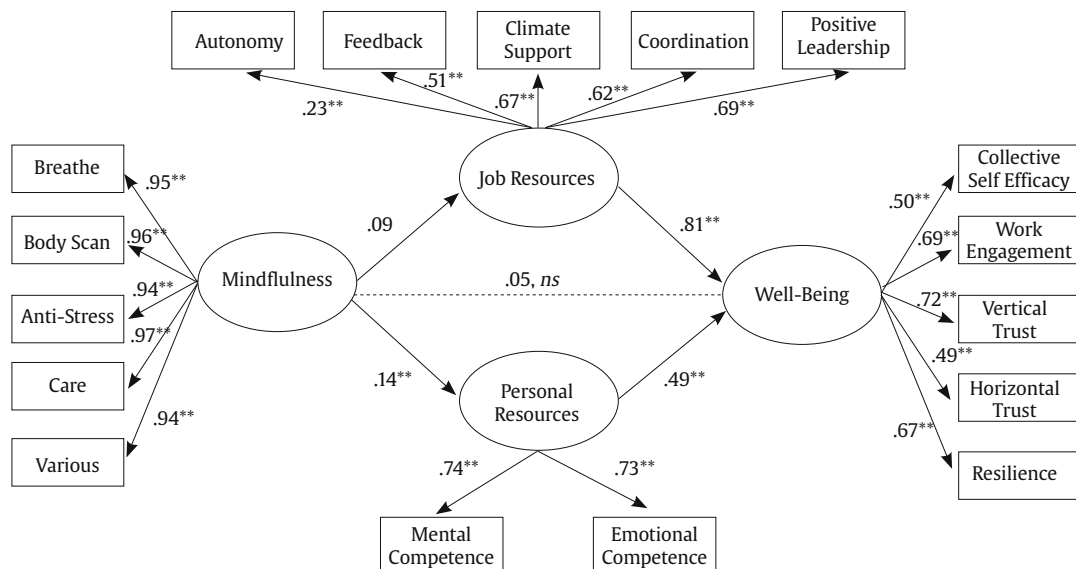 Autonomy
Feedback
Climate
Support
Coordination
Positive
Leadership
.23**
.51**
.67**
.62**
.69**
Breathe
Body Scan
Anti-Stress
Care
Various
.95**
.96**
.94**
.97**
.94**
Mindfulness
Job Resources
.09
.81**
.05, ns
.14**
.49**
Personal
Resources
.74**
.73**
Mental
Competence
Emotional
Competence
Well-Being
.50**
.69**
.72**
.49**
.67**
Collective
Self Efficacy
Work
Engagement
Vertical
Trust
Horizontal
Trust
Resilience